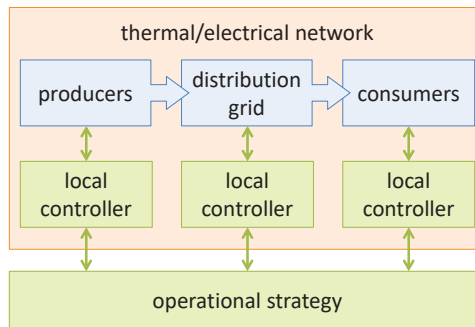 thermal/electrical network
producers
distribution
grid
consumers
local
controller
local
controller
local
controller
operational strategy